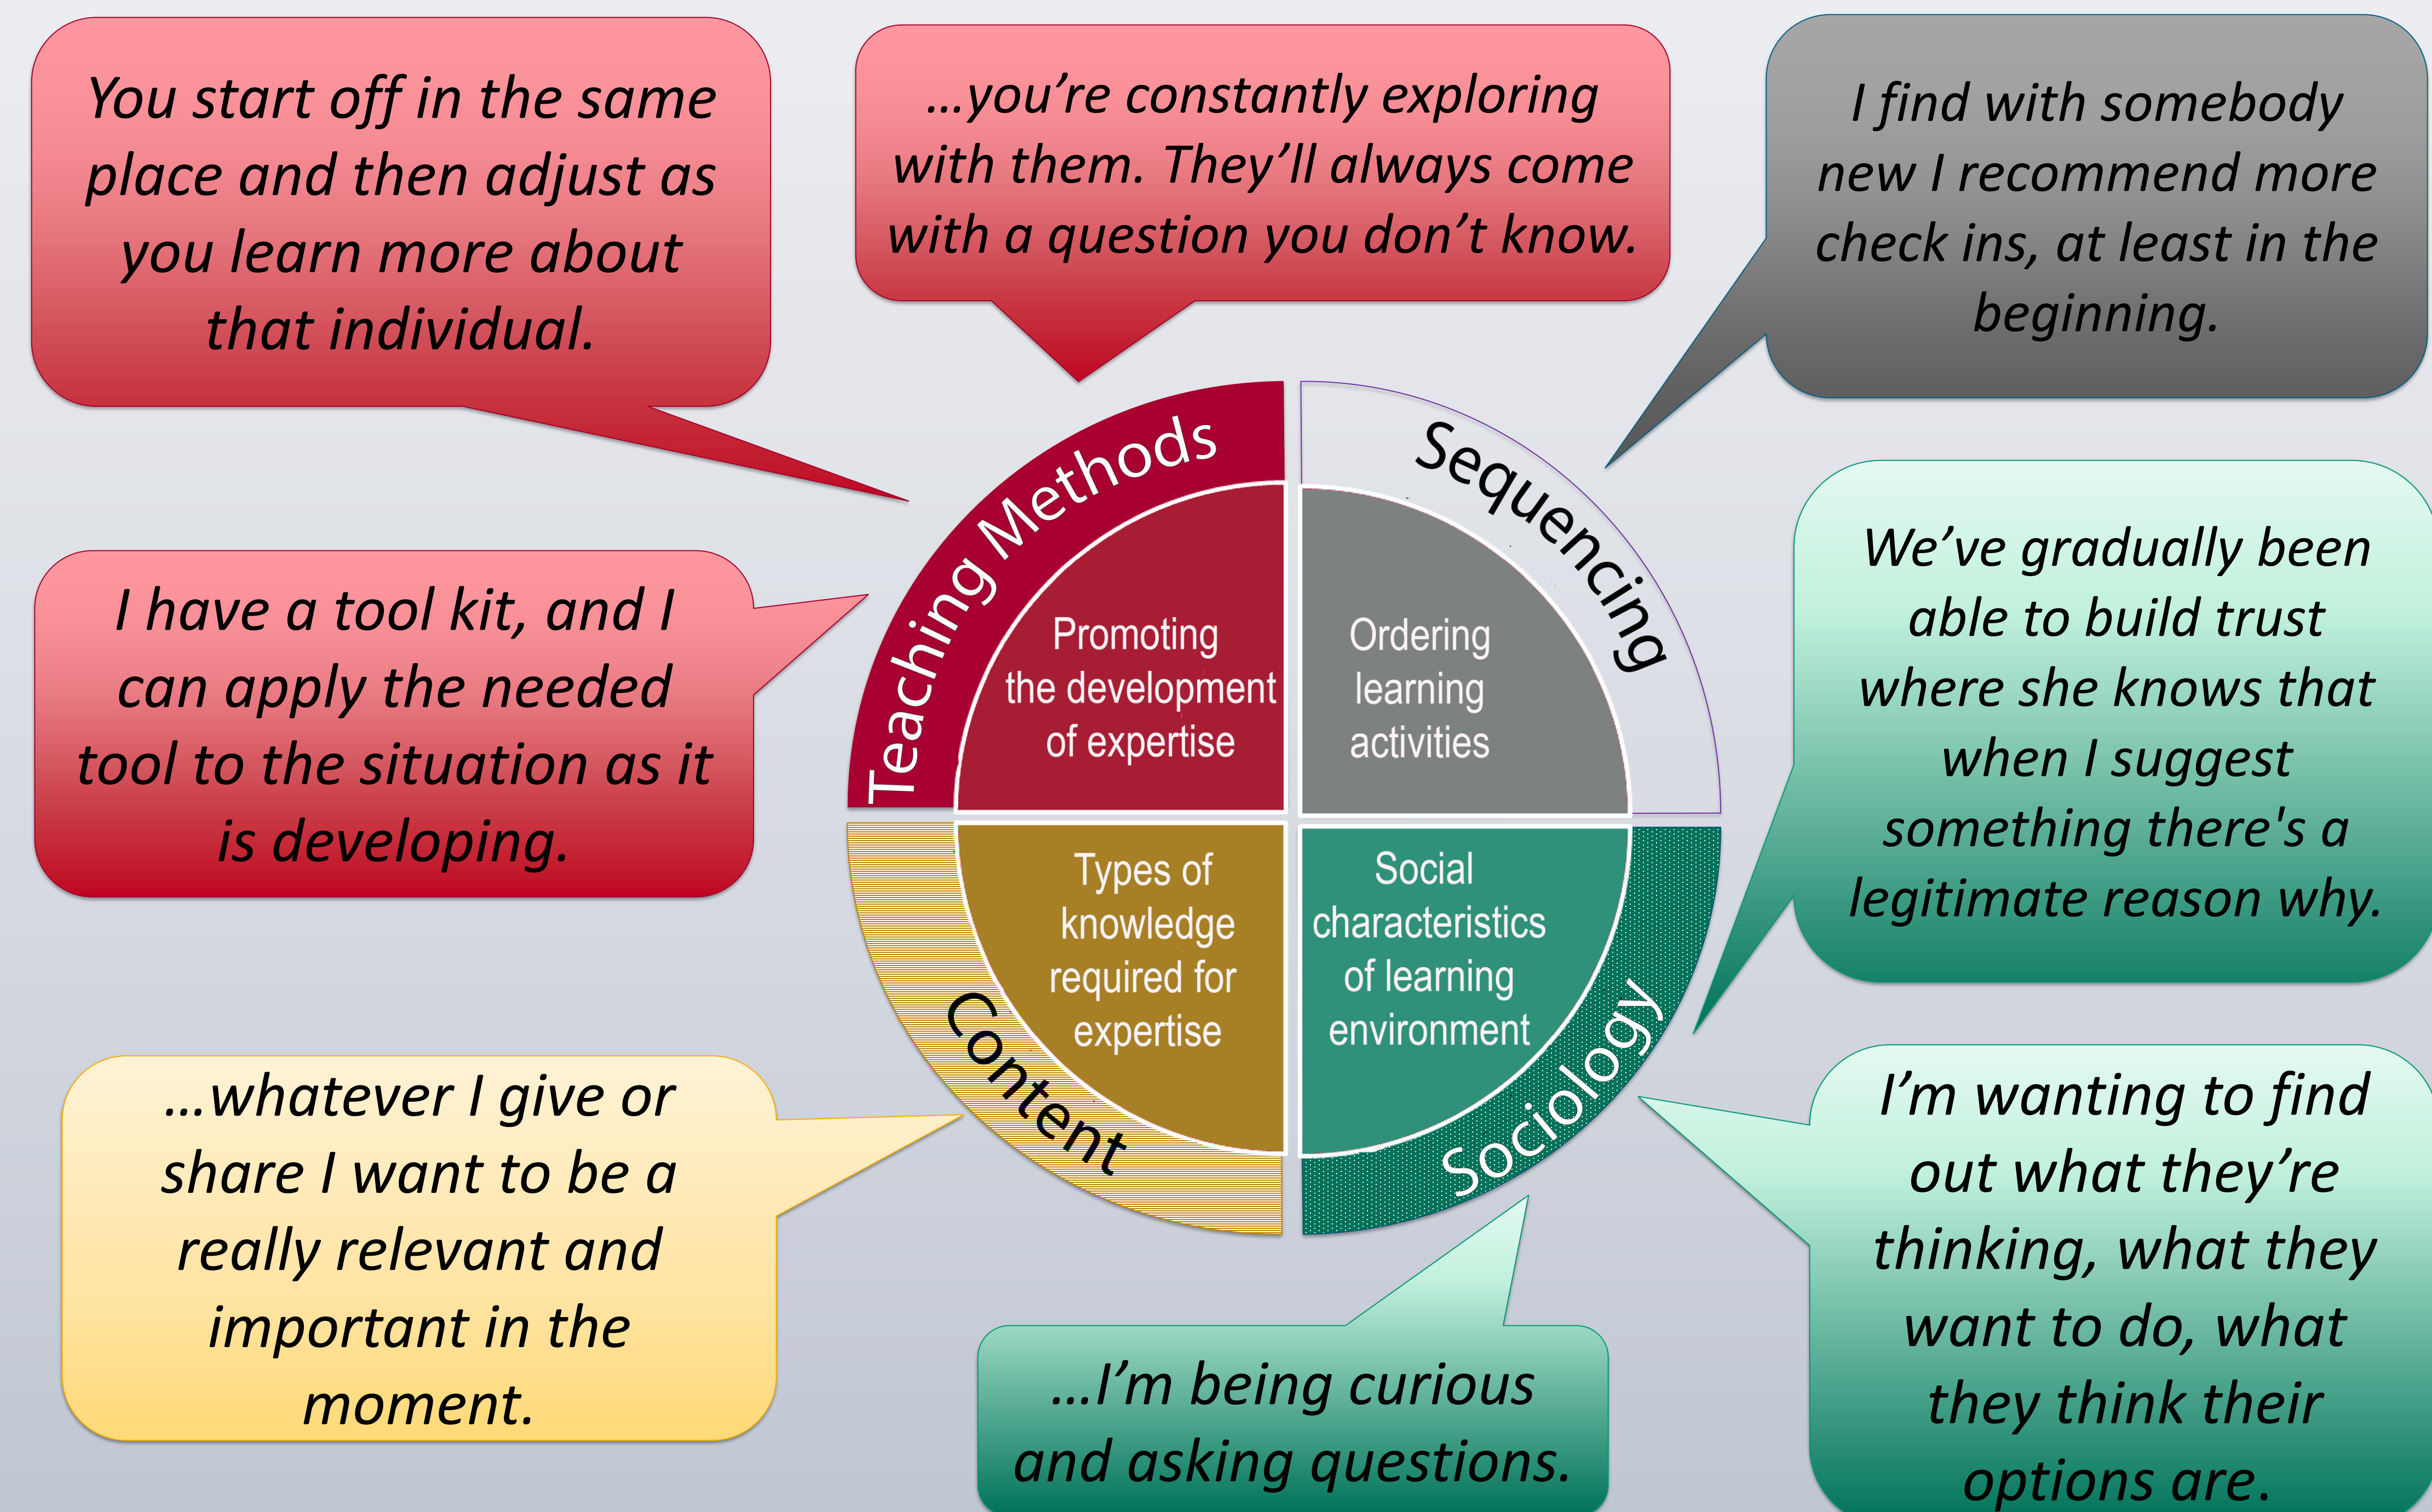 You start off in the same
place and then adjust as
you learn more about
that individual.
…you’re constantly exploring
with them. They’ll always come
with a question you don’t know.
I find with somebody
new I recommend more
check ins, at least in the
beginning.
I have a tool kit, and I
can apply the needed
tool to the situation as it
is developing.
Teaching Methods
Promoting
the development
of expertise
Sequencing
Ordering
learning
activities
We’ve gradually been
able to build trust
where she knows that
when I suggest
something there's a
legitimate reason why.
Content
Types of
knowledge
required for
expertise
Sociology
Social
characteristics
of learning
environment
…whatever I give or
share I want to be a
really relevant and
important in the
moment.
…I’m being curious
and asking questions.
I’m wanting to find
out what they’re
thinking, what they
want to do, what
they think their
options are.